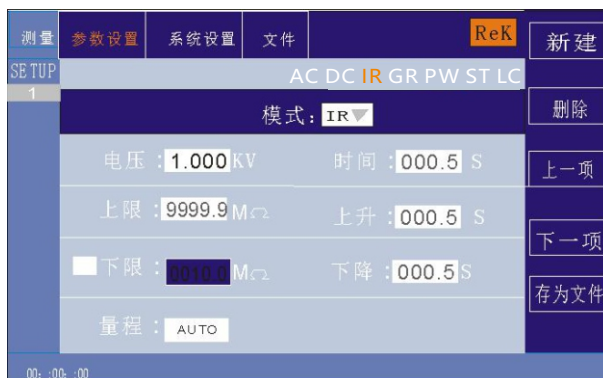 测量 参数设置 系统设置 文件 ReK 新建
SETUP AC DC IR GR PW ST LC
1 模式: IR 删除
电压: 1.000 KV 时间: 000.5 S 上一项
上限: 9999.9 MΩ 上升: 000.5 S
下一项
下限: 0010.0 MΩ 下降: 000.5 S
存为文件
量程: AUTO
00: :00: :00